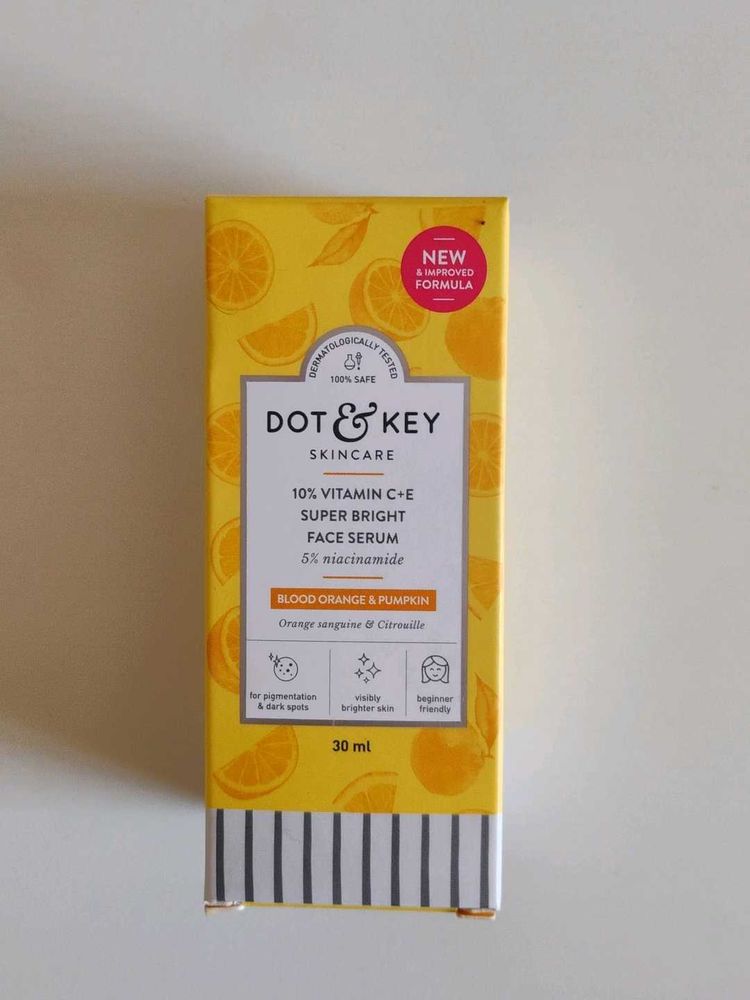 NEW
& IMPROVED
FORMULA
DERMATOLOGICALLY TESTED
100% SAFE
DOT & KEY
SKINCARE
10% VITAMIN C+E
SUPER BRIGHT
FACE SERUM
5% niacinamide
BLOOD ORANGE & PUMPKIN
Orange sanguine & Citrouille
for pigmentation
& dark spots
visibly
brighter skin
beginner
friendly
30 ml